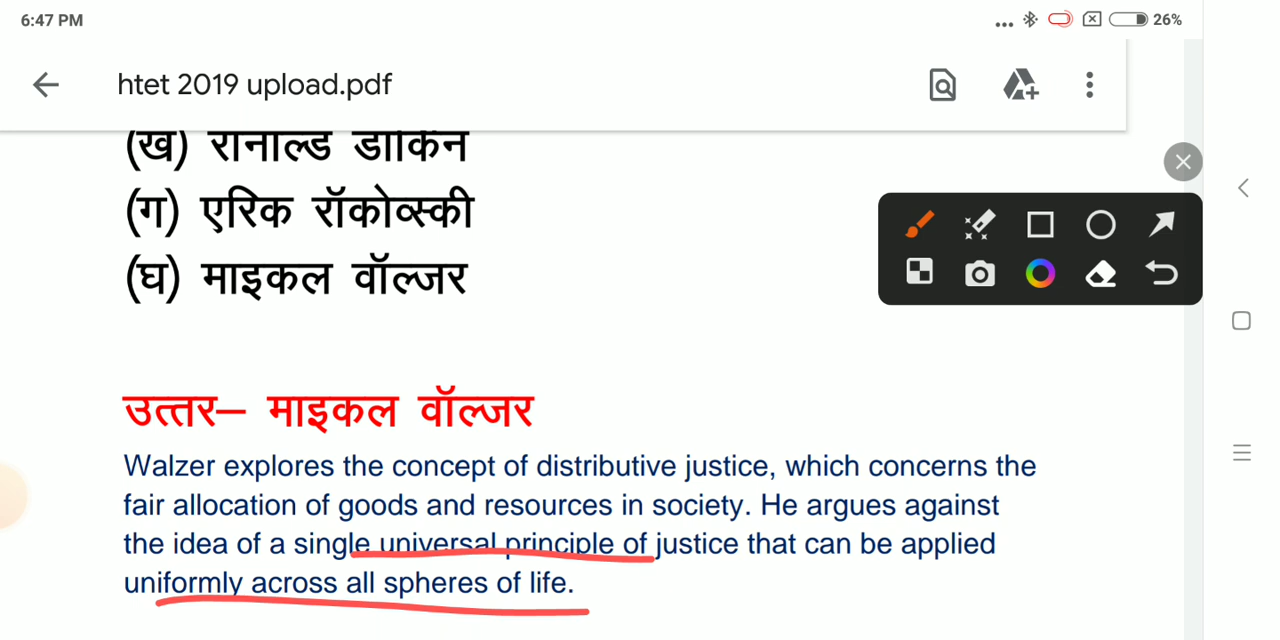 6:47 PM
26%
htet 2019 upload.pdf
(ख) रोनाल्ड डॉर्किन
(ग) एरिक रॉकोव्स्की
(घ) माइकल वॉल्जर
उत्तर– माइकल वॉल्जर
Walzer explores the concept of distributive justice, which concerns the
fair allocation of goods and resources in society. He argues against
the idea of a single universal principle of justice that can be applied
uniformly across all spheres of life.